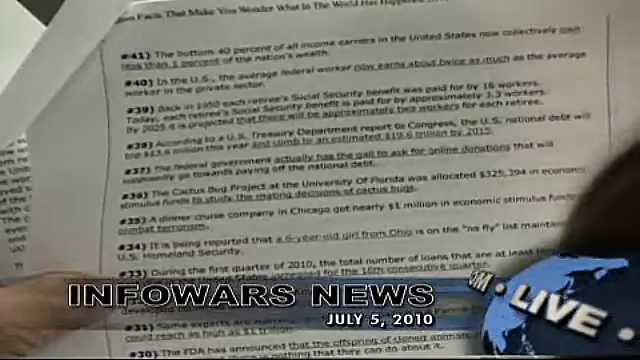 Facts That Make You Wonder What In The World Has Happened
#41) The bottom 40 percent of all income earners in the United States now collectively own
less than 1 percent of the nation's wealth.
#40) In the U.S., the average federal worker now earns about twice as much as the average
worker in the private sector.
#39) Back in 1950 each retiree's Social Security benefit was paid for by 16 workers.
Today, each retiree's Social Security benefit is paid for by approximately 3.3 workers.
By 2025 it is projected that there will be approximately two workers for each retiree.
#38) According to a U.S. Treasury Department report to Congress, the U.S. national debt will
top $13.6 trillion this year and climb to an estimated $19.6 trillion by 2015.
#37) The federal government actually has the gall to ask for online donations that will
supposedly go towards paying off the national debt.
#36) The Cactus Bug Project at the University Of Florida was allocated $325,394 in economic
stimulus funds to study the mating decisions of cactus bugs.
#35) A dinner cruise company in Chicago got nearly $1 million in economic stimulus funds
combat terrorism.
#34) It is being reported that a 6-year-old girl from Ohio is on the "no fly" list
U.S. Homeland Security.
#33) During the first quarter of 2010, the total number of loans that are at least
increased for the 16th consecutive quarter.
INFOWARS NEWS
LIVE
JULY 5, 2010
#31) Some experts are
could reach as high as $1 trillion.
#30) The FDA has announced that the offspring of cloned
nothing that they can do about it.